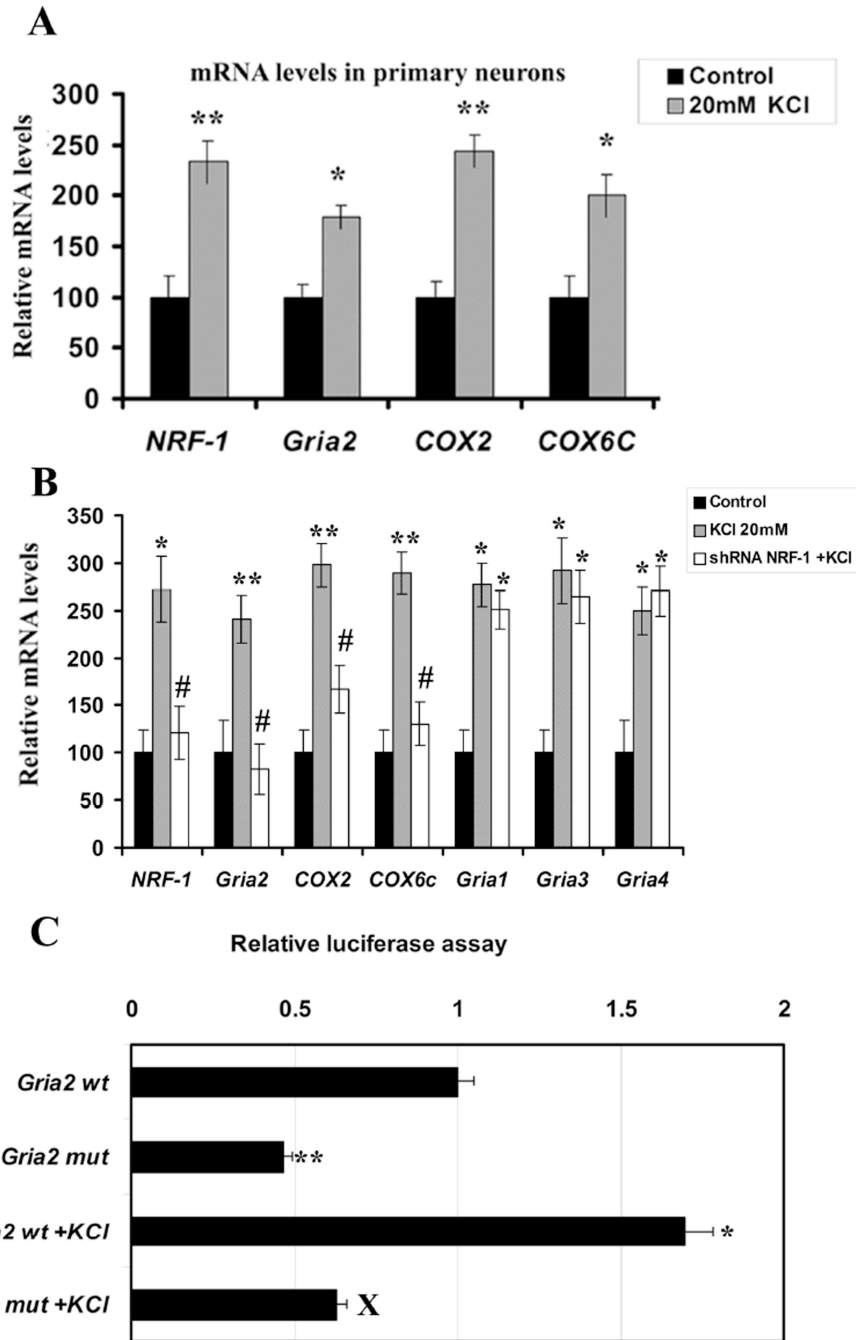 A
mRNA levels in primary neurons
Control
20mM KCl
Relative mRNA levels
300
250
200
150
100
50
0
** * ** *
NRF-1 Gria2 COX2 COX6C
B
Control
KCl 20mM
shRNA NRF-1 +KCl
Relative mRNA levels
350
300
250
200
150
100
50
0
* # ** # ** # ** # * * * * * *
NRF-1 Gria2 COX2 COX6c Gria1 Gria3 Gria4
C
Relative luciferase assay
0 0.5 1 1.5 2
Gria2 wt
Gria2 mut **
a2 wt +KCl *
mut +KCl X